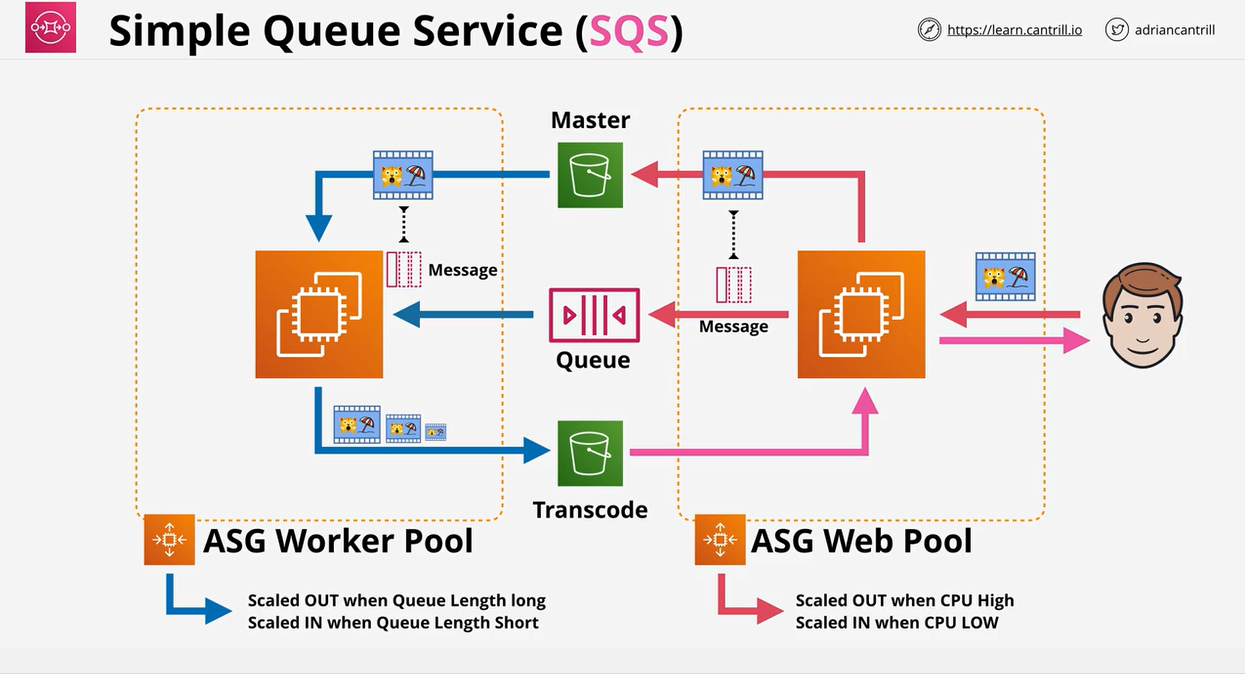 Simple Queue Service (SQS)
https://learn.cantrill.io
adriancantrill
Master
Message
Message
Queue
Transcode
ASG Worker Pool
Scaled OUT when Queue Length long
Scaled IN when Queue Length Short
ASG Web Pool
Scaled OUT when CPU High
Scaled IN when CPU LOW